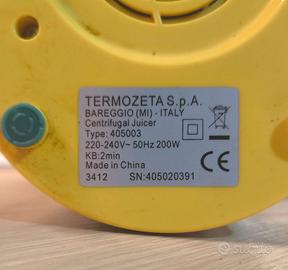 TERMOZETA S.p.A.
BAREGGIO (MI) - ITALY
Centrifugal Juicer
Type: 405003
220-240V~ 50Hz 200W
KB:2min
Made in China
3412 SN:405020391
CE
subito